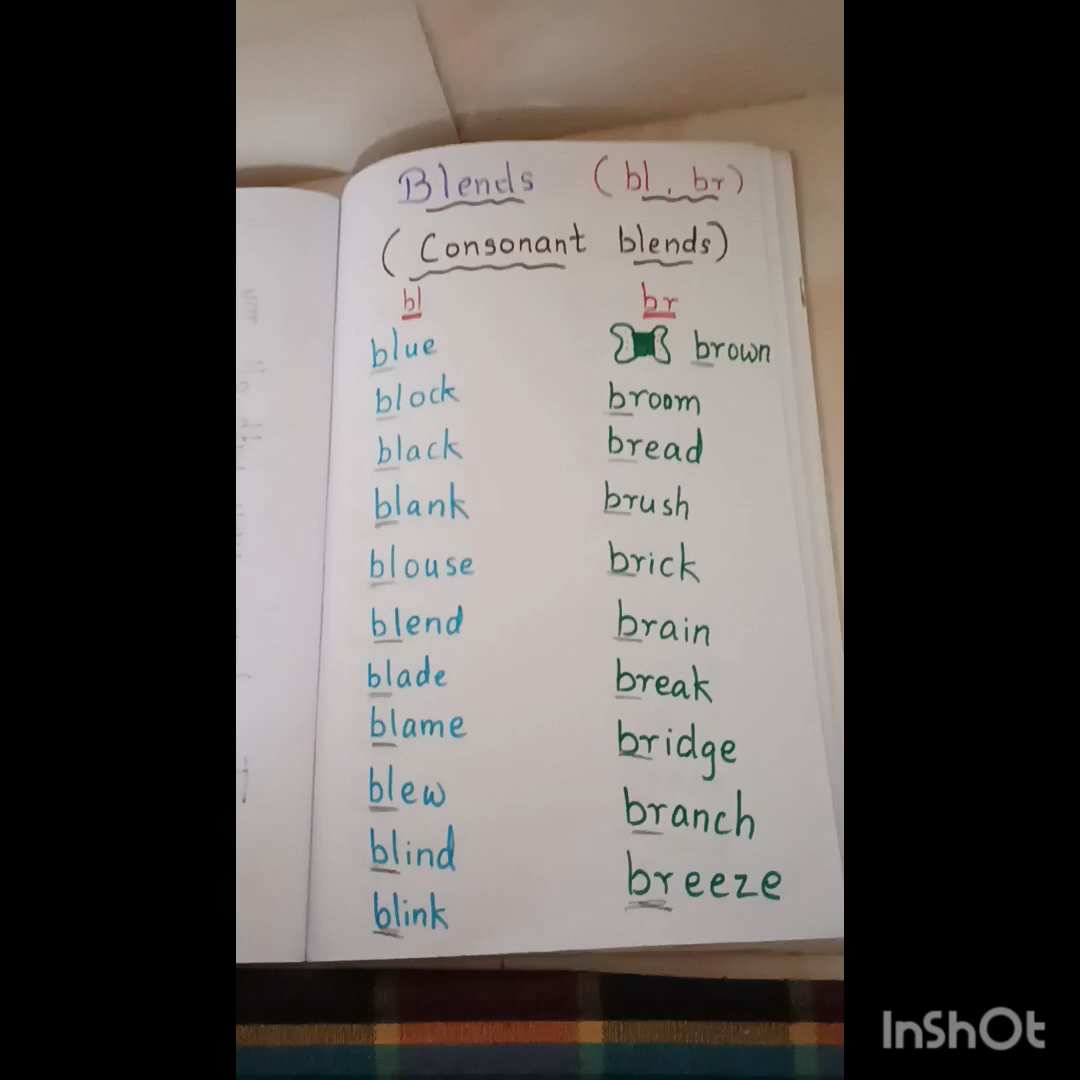 Blends (bl, br)
(Consonant blends)
bl br
blue brown
block broom
black bread
blank brush
blouse brick
blend brain
blade break
blame bridge
blew branch
blind breeze
blink
InShOt